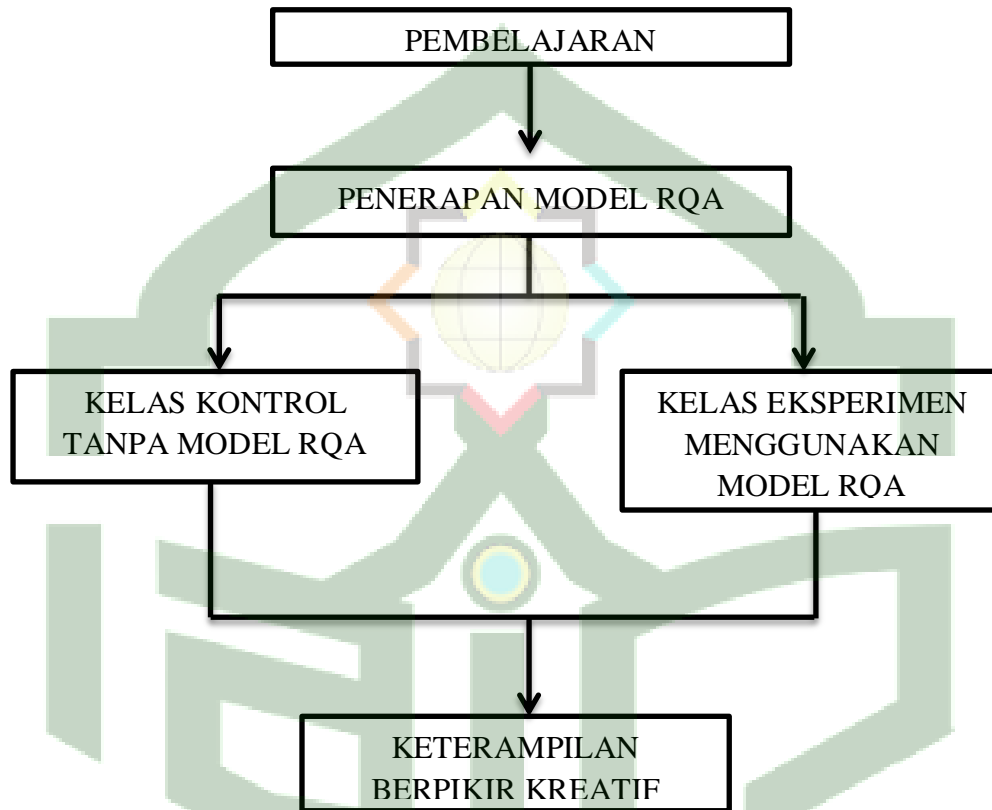 PEMBELAJARAN
PENERAPAN MODEL RQA
KELAS KONTROL
TANPA MODEL RQA
KELAS EKSPERIMEN
MENGGUNAKAN
MODEL RQA
KETERAMPILAN
BERPIKIR KREATIF